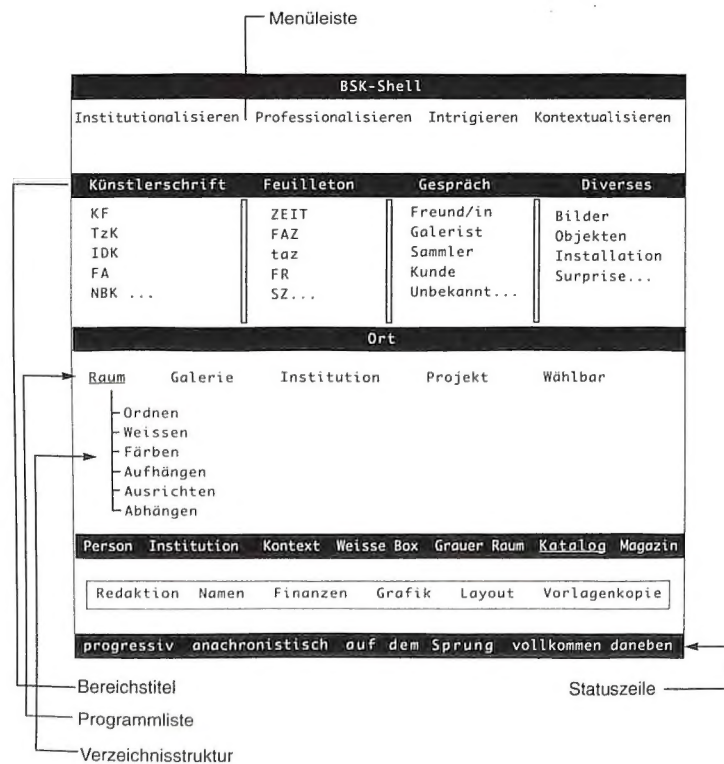 Menüleiste
BSK-Shell
Institutionalisieren Professionalisieren Intrigieren Kontextualisieren
Künstlerschrift Feuilleton Gespräch Diverses
KF ZEIT Freund/in Bilder
TzK FAZ Galerist Objekten
IDK taz Sammler Installation
FA FR Kunde Surprise...
NBK ... SZ... Unbekannt...
Ort
Raum Galerie Institution Projekt Wählbar
Ordnen
Weissen
Färben
Aufhängen
Ausrichten
Abhängen
Person Institution Kontext Weisse Box Grauer Raum Katalog Magazin
Redaktion Namen Finanzen Grafik Layout Vorlagenkopie
progressiv anachronistisch auf dem Sprung vollkommen daneben
Bereichstitel
Statuszeile
Programmliste
Verzeichnisstruktur